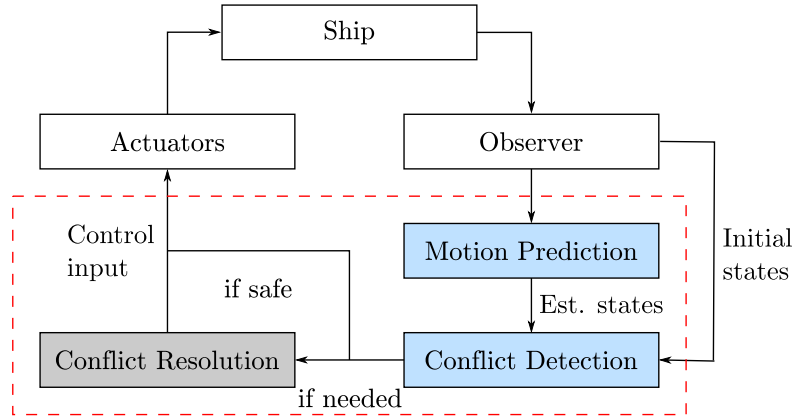 Ship
Actuators
Observer
Control
input
Motion Prediction
Initial
states
if safe
Est. states
Conflict Resolution
Conflict Detection
if needed